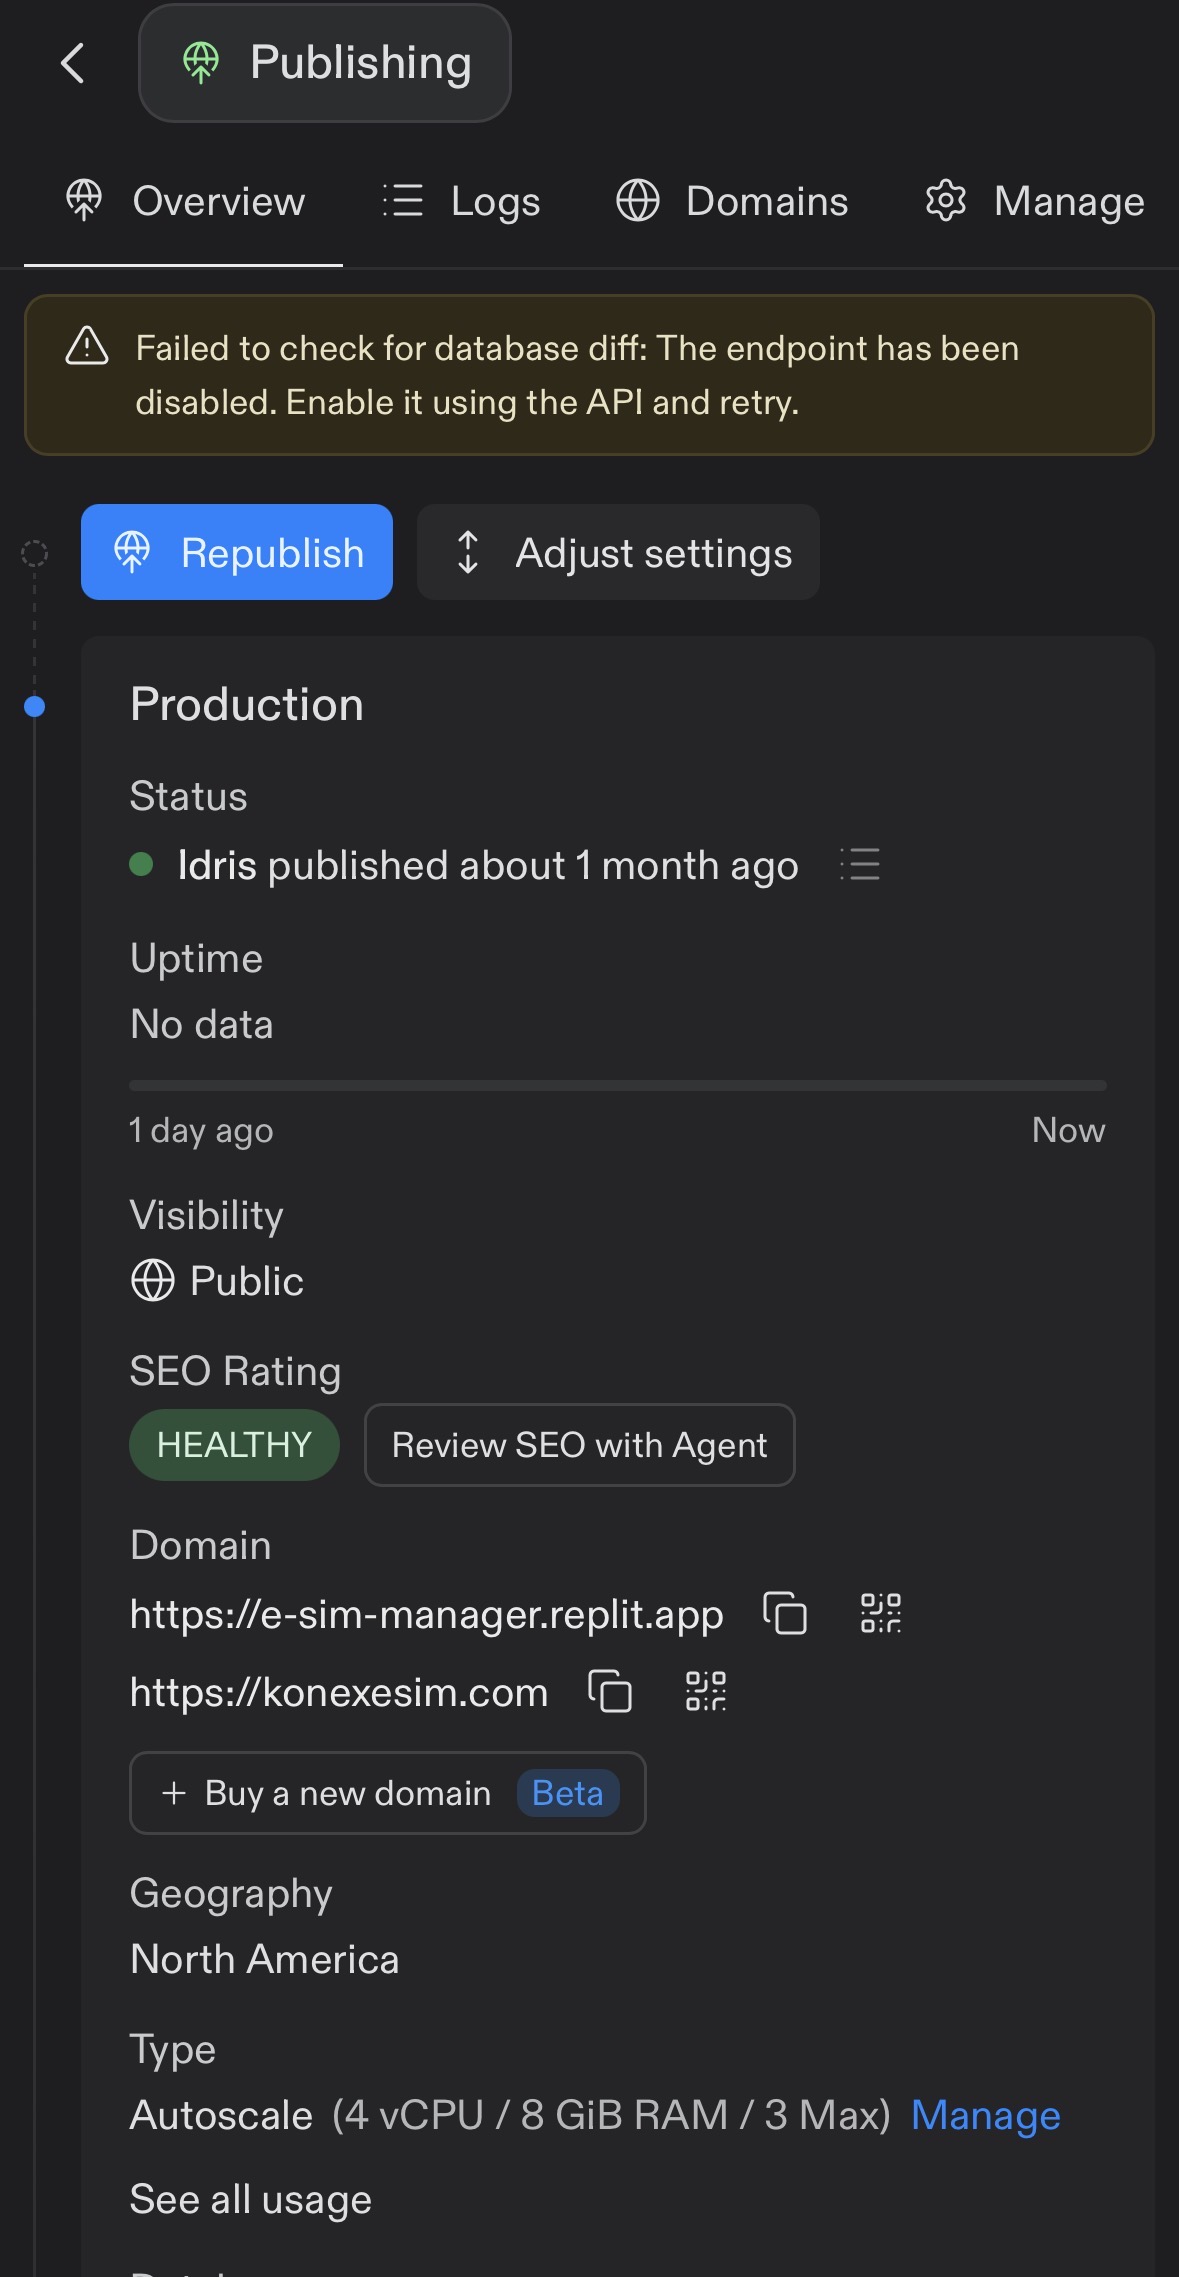 Publishing
Overview Logs Domains Manage
Failed to check for database diff: The endpoint has been
disabled. Enable it using the API and retry.
Republish Adjust settings
Production
Status
Idris published about 1 month ago
Uptime
No data
1 day ago Now
Visibility
Public
SEO Rating
HEALTHY Review SEO with Agent
Domain
https://e-sim-manager.replit.app
https://konexesim.com
+ Buy a new domain Beta
Geography
North America
Type
Autoscale (4 vCPU / 8 GiB RAM / 3 Max) Manage
See all usage